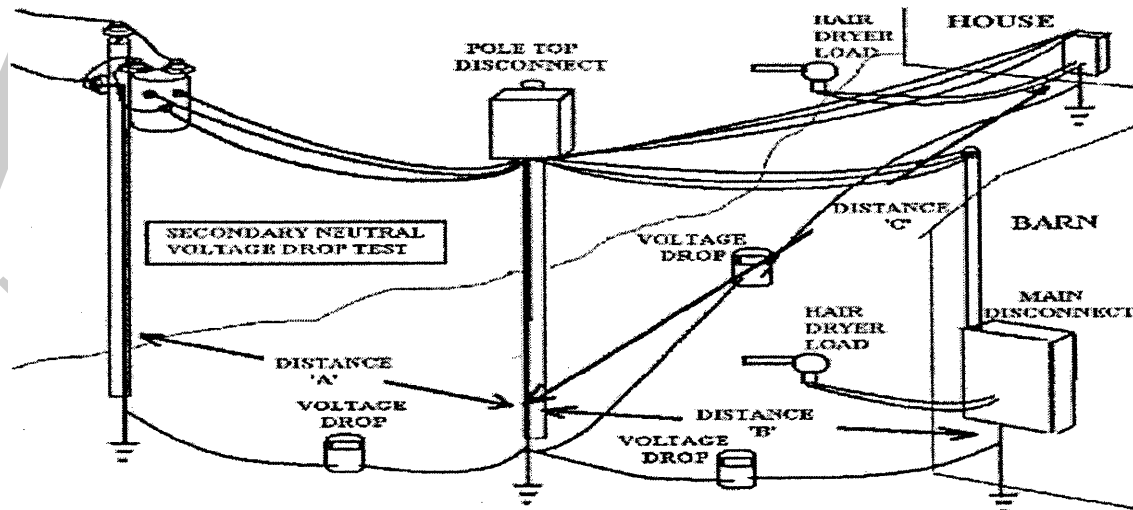 HAIR
DRYER
LOAD
HOUSE
POLE TOP
DISCONNECT
SECONDARY NEUTRAL
VOLTAGE DROP TEST
DISTANCE
'C'
BARN
VOLTAGE
DROP
MAIN
DISCONNECT
HAIR
DRYER
LOAD
DISTANCE
'A'
VOLTAGE
DROP
DISTANCE
'B'
VOLTAGE
DROP